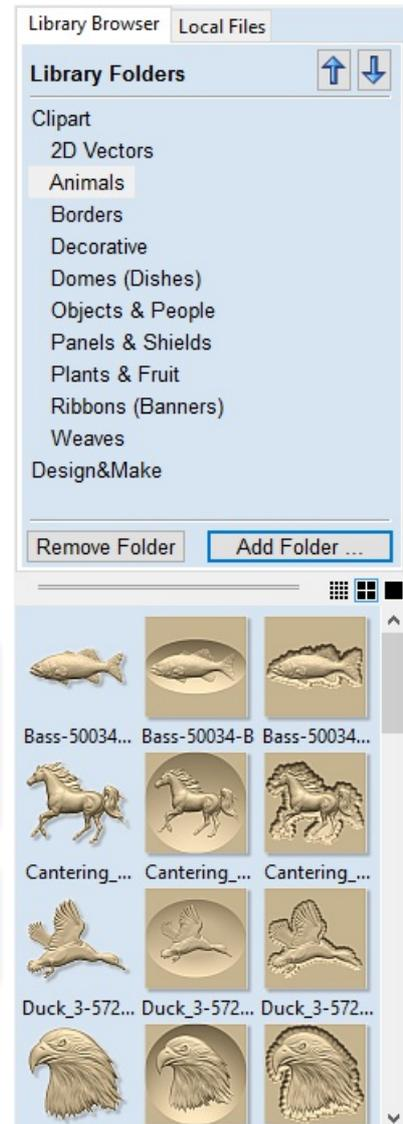 Library Browser Local Files
Library Folders
Clipart
2D Vectors
Animals
Borders
Decorative
Domes (Dishes)
Objects & People
Panels & Shields
Plants & Fruit
Ribbons (Banners)
Weaves
Design&Make
Remove Folder Add Folder ...
Bass-50034... Bass-50034-B Bass-50034...
Cantering_... Cantering_... Cantering_...
Duck_3-572... Duck_3-572... Duck_3-572...